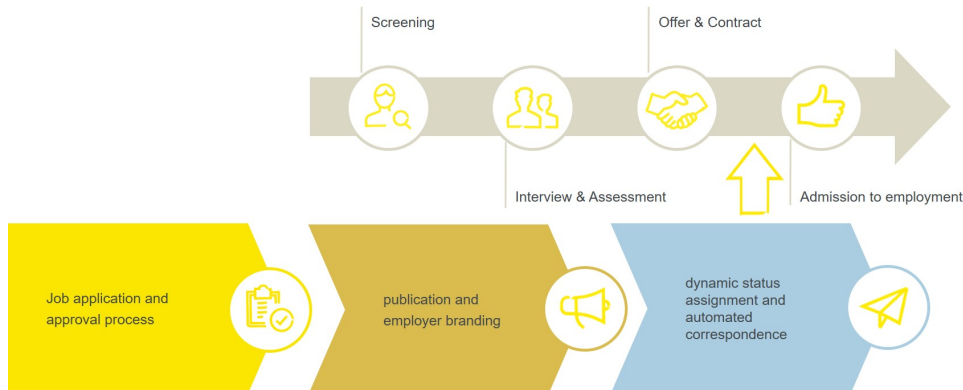 Screening
Offer & Contract
Interview & Assessment
Admission to employment
Job application and
approval process
publication and
employer branding
dynamic status
assignment and
automated
correspondence